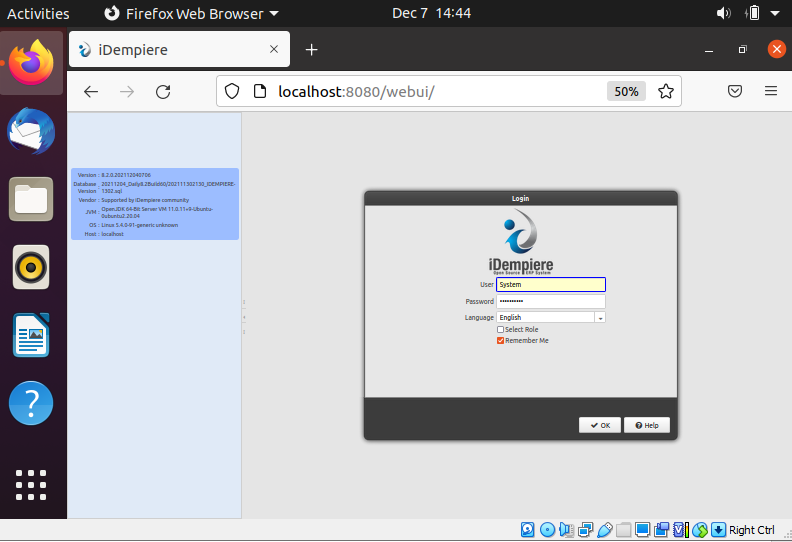 Activities
Firefox Web Browser
Dec 7 14:44
iDempiere
localhost:8080/webui/
50%
Version : 8.2.0.202112040706
Database Version : 20211204_Daily8.2Build60/202111302130_IDEMPIERE-1302.sql
Vendor : Supported by iDempiere community
JVM : OpenJDK 64-Bit Server VM 11.0.11+9-Ubuntu-0ubuntu2.20.04
OS : Linux 5.4.0-91-generic unknown
Host : localhost
Login
iDempiere
Open Source ERP System
User System
Password
Language English
Select Role
Remember Me
OK
Help
Right Ctrl